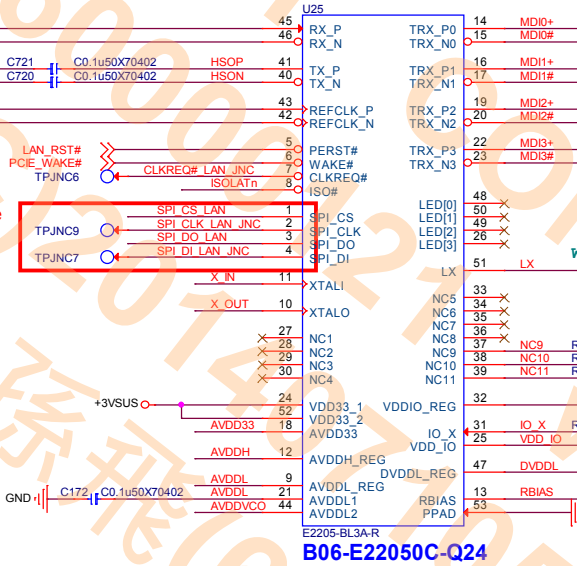 U25
45 RX_P TRX_P0 14 MDI0+
46 RX_N TRX_N0 15 MDI0#
C721 C0.1u50X70402 HSOP 41 TX_P TRX_P1 16 MDI1+
C720 C0.1u50X70402 HSON 40 TX_N TRX_N1 17 MDI1#
43 REFCLK_P TRX_P2 19 MDI2+
42 REFCLK_N TRX_N2 20 MDI2#
LAN_RST# 5 PERST# TRX_P3 22 MDI3+
PCIE_WAKE# 6 WAKE# TRX_N3 23 MDI3#
TPJNC6 CLKREQ#_LAN_JNC 7 CLKREQ#
ISOLATn 8 ISO#
LED[0] 48
SPI_CS_LAN 1 SPI_CS LED[1] 50
TPJNC9 SPI_CLK_LAN_JNC 2 SPI_CLK LED[2] 49
SPI_DO_LAN 3 SPI_DO LED[3] 26
TPJNC7 SPI_DI_LAN_JNC 4 SPI_DI
LX 51 LX
X_IN 11 XTALI
NC5 33
X_OUT 10 XTALO NC6 34
NC7 35
27 NC1 NC8 36
28 NC2 NC9 37 NC9 R
29 NC3 NC10 38 NC10 R
30 NC4 NC11 39 NC11 R
+3VSUS 24 VDD33_1 VDDIO_REG 32
52 VDD33_2
AVDD33 18 AVDD33 IO_X 31 IO_X R
VDD_IO 25 VDD_IO
AVDDH 12 AVDDH_REG
DVDDL_REG 47 DVDDL
AVDDL 9 AVDDL_REG
GND C172 C0.1u50X70402 AVDDL 21 AVDDL1 RBIAS 13 RBIAS
AVDDVCO 44 AVDDL2 PPAD 53
E2205-BL3A-R
B06-E22050C-Q24